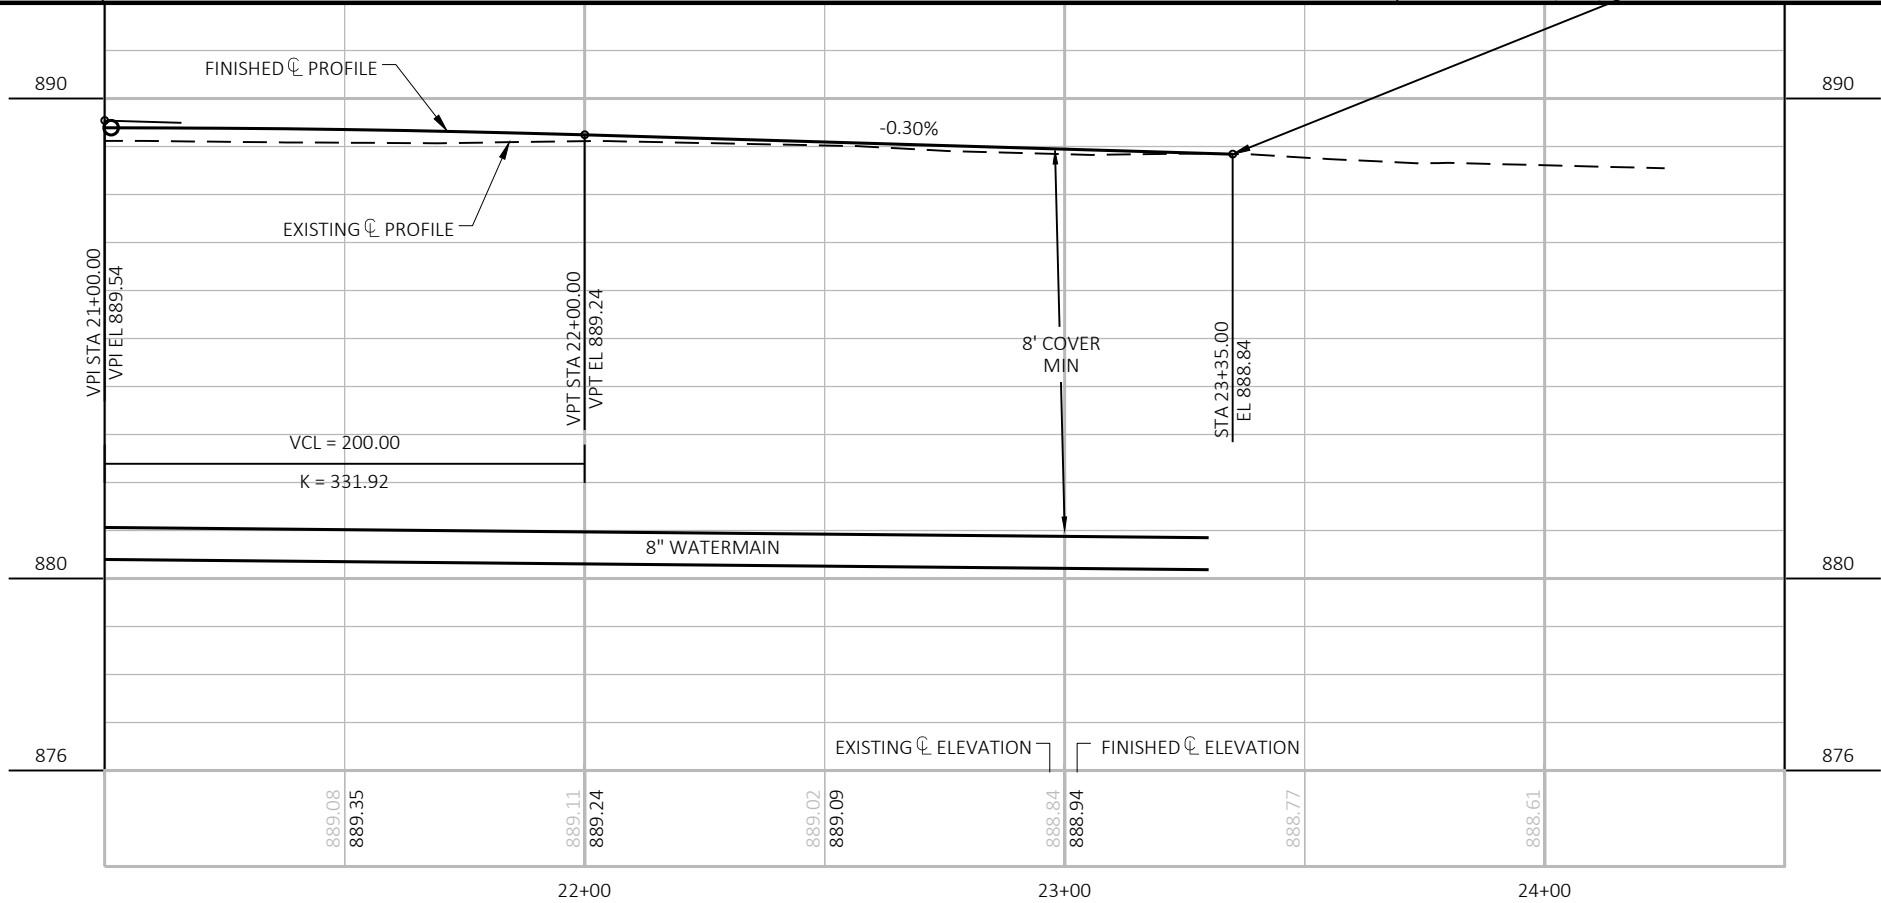 FINISHED ℄ PROFILE
890
890
-0.30%
EXISTING ℄ PROFILE
VPI STA 21+00.00
VPI EL 889.54
VPT STA 22+00.00
VPT EL 889.24
8' COVER
MIN
STA 23+35.00
EL 888.84
VCL = 200.00
K = 331.92
8" WATERMAIN
880
880
EXISTING ℄ ELEVATION
FINISHED ℄ ELEVATION
876
876
889.08
889.35
889.11
889.24
889.02
889.09
888.84
888.94
888.77
888.61
22+00
23+00
24+00